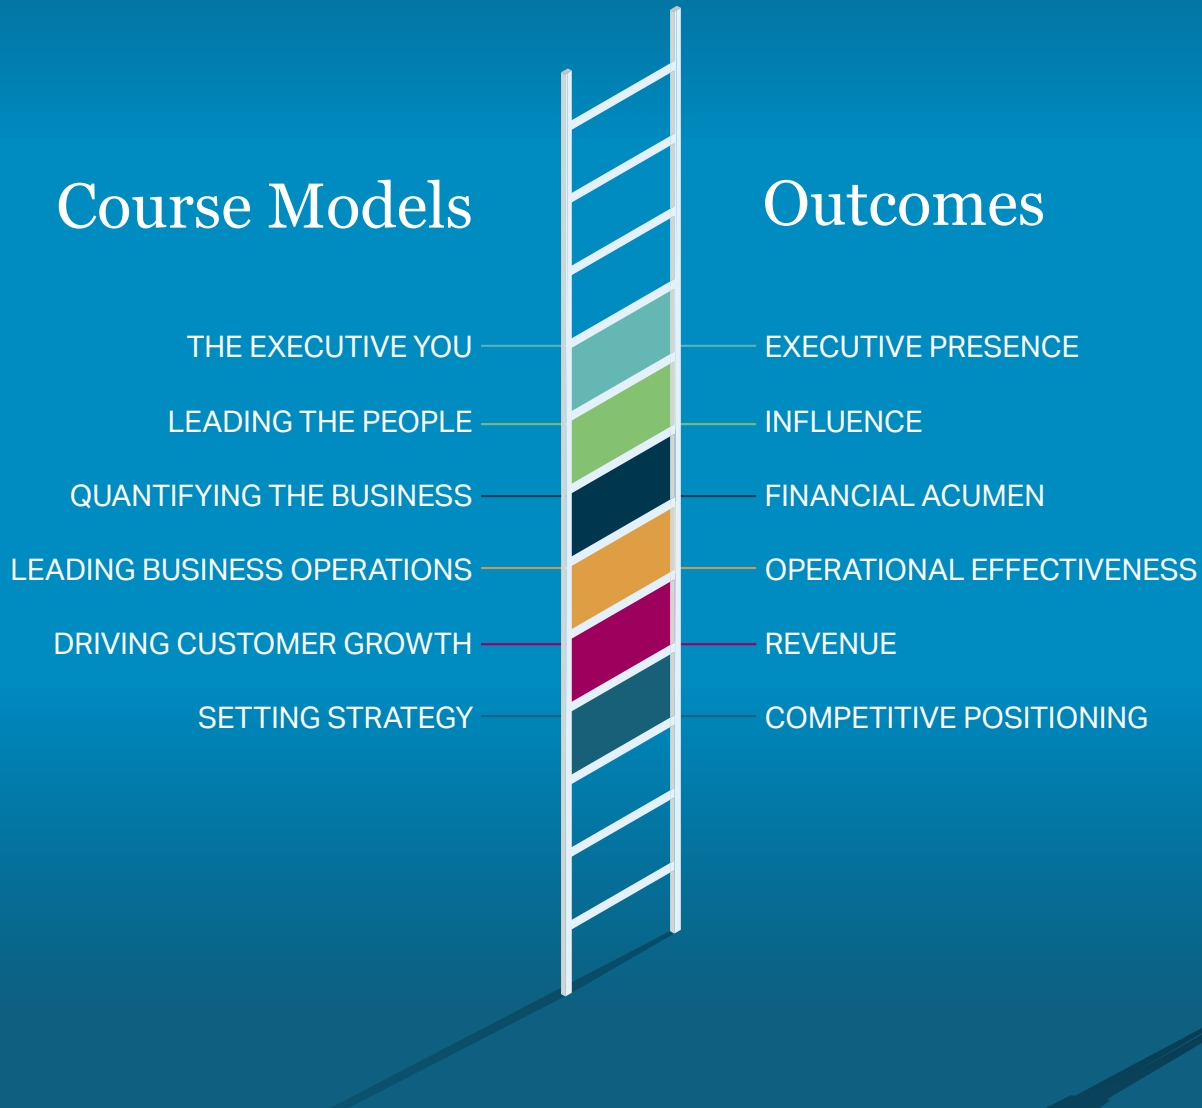 Course Models
THE EXECUTIVE YOU
LEADING THE PEOPLE
QUANTIFYING THE BUSINESS
LEADING BUSINESS OPERATIONS
DRIVING CUSTOMER GROWTH
SETTING STRATEGY
Outcomes
EXECUTIVE PRESENCE
INFLUENCE
FINANCIAL ACUMEN
OPERATIONAL EFFECTIVENESS
REVENUE
COMPETITIVE POSITIONING